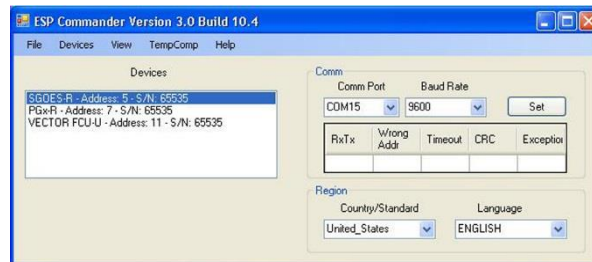 ESP Commander Version 3.0 Build 10.4
File Devices View TempComp Help
Devices
SGOES-R - Address: 5 - S/N: 65535
PGx-R - Address: 7 - S/N: 65535
VECTOR FCU-U - Address: 11 - S/N: 65535
Comm
Comm Port Baud Rate
COM15 9600 Set
RxTx Wrong Addr Timeout CRC Exception
Region
Country/Standard Language
United_States ENGLISH